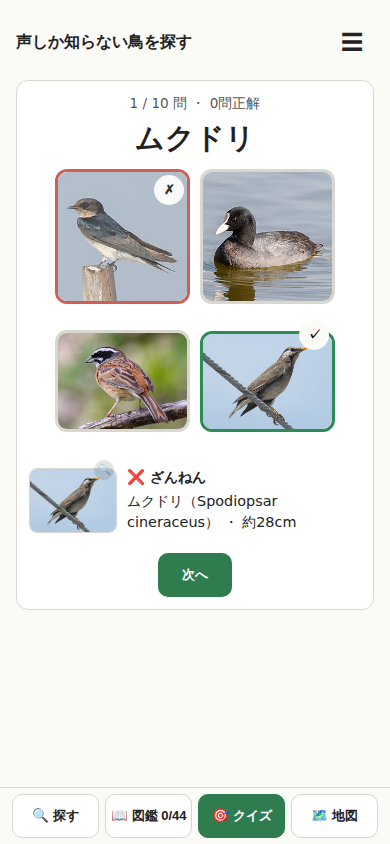 声しか知らない鳥を探す
☰
1 / 10 問 ・ 0問正解
ムクドリ
✗
✓
❌ ざんねん
ムクドリ（Spodiopsar
cineraceus） ・ 約28cm
次へ
🔍 探す
📖 図鑑 0/44
🎯 クイズ
🗺️ 地図